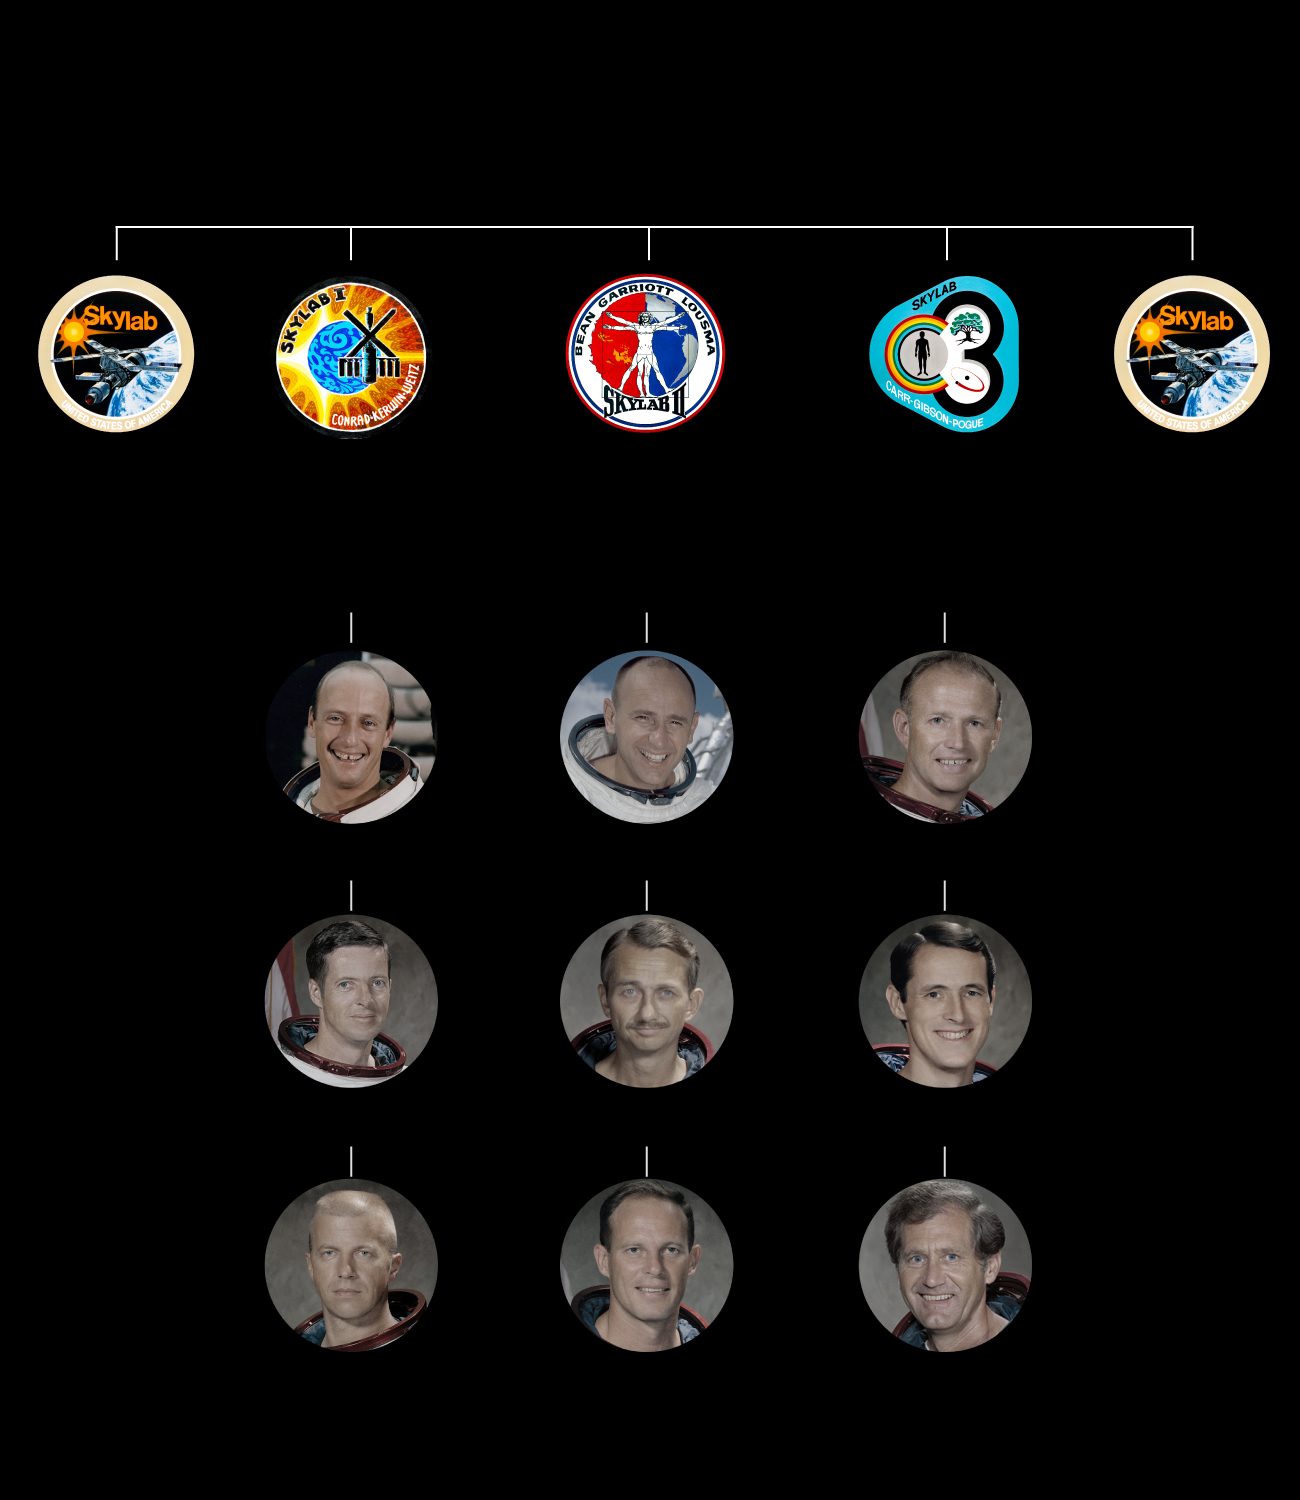 Skylab
UNITED STATES OF AMERICA
SKYLAB I
CONRAD·KERWIN·WEITZ
BEAN GARRIOTT LOUSMA
SKYLAB II
SKYLAB
3
CARR-GIBSON-POGUE
Skylab
UNITED STATES OF AMERICA